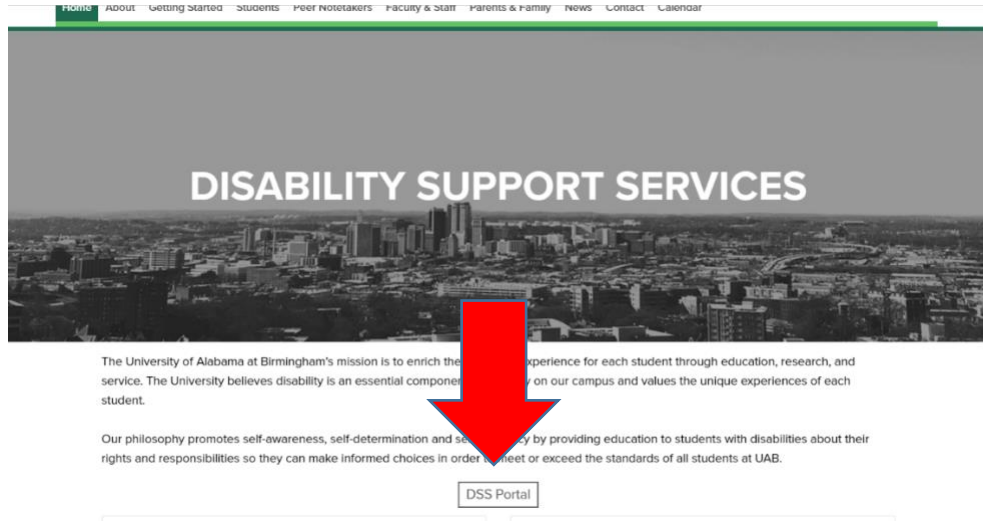 Home About Getting Started Students Peer Notetakers Faculty & Staff Parents & Family News Contact Calendar
DISABILITY SUPPORT SERVICES
The University of Alabama at Birmingham's mission is to enrich the experience for each student through education, research, and
service. The University believes disability is an essential on our campus and values the unique experiences of each
student.
Our philosophy promotes self-awareness, self-determination and by providing education to students with disabilities about their
rights and responsibilities so they can make informed choices in order meet or exceed the standards of all students at UAB.
DSS Portal